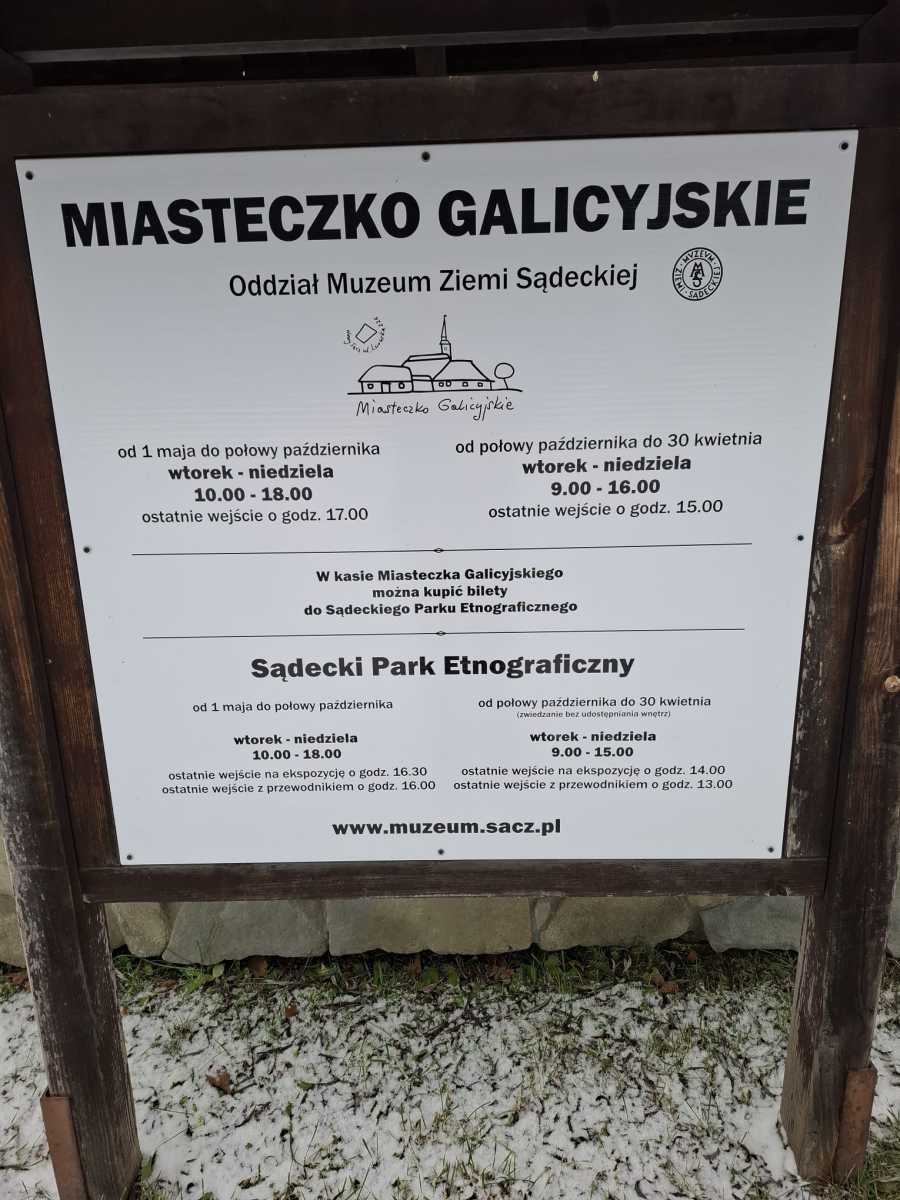 MIASTECZKO GALICYJSKIE
Oddział Muzeum Ziemi Sądeckiej
MUZEUM ZIEMI SĄDECKIEJ
Miasteczko Galicyjskie
od 1 maja do połowy października
wtorek - niedziela
10.00 - 18.00
ostatnie wejście o godz. 17.00
od połowy października do 30 kwietnia
wtorek - niedziela
9.00 - 16.00
ostatnie wejście o godz. 15.00
W kasie Miasteczka Galicyjskiego
można kupić bilety
do Sądeckiego Parku Etnograficznego
Sądecki Park Etnograficzny
od 1 maja do połowy października
wtorek - niedziela
10.00 - 18.00
ostatnie wejście na ekspozycję o godz. 16.30
ostatnie wejście z przewodnikiem o godz. 16.00
od połowy października do 30 kwietnia
(zwiedzanie bez udostępniania wnętrz)
wtorek - niedziela
9.00 - 15.00
ostatnie wejście na ekspozycję o godz. 14.00
ostatnie wejście z przewodnikiem o godz. 13.00
www.muzeum.sacz.pl